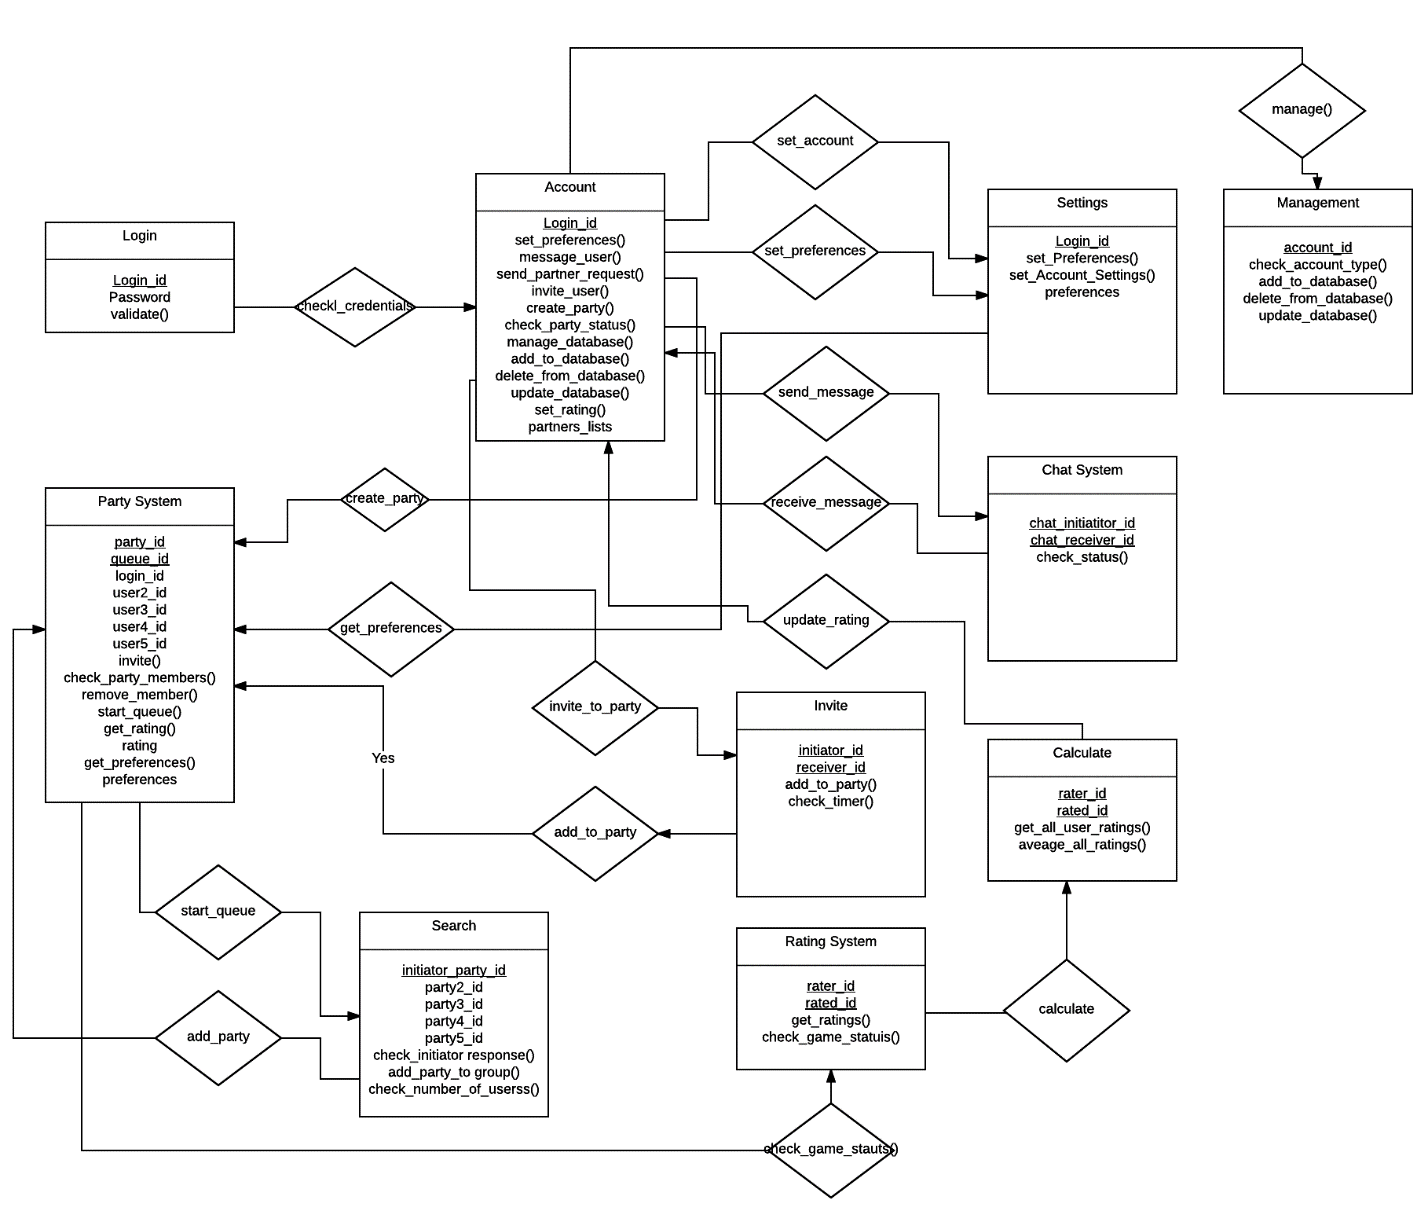 manage()
set_account
Account
Login_id
set_preferences()
message_user()
send_partner_request()
invite_user()
create_party()
check_party_status()
manage_database()
add_to_database()
delete_from_database()
update_database()
set_rating()
partners_lists
Settings
Login_id
set_Preferences()
set_Account_Settings()
preferences
Management
account_id
check_account_type()
add_to_database()
delete_from_database()
update_database()
set_preferences
Login
Login_id
Password
validate()
checkl_credentials
send_message
receive_message
Chat System
chat_initiatitor_id
chat_receiver_id
check_status()
create_party
Party System
party_id
queue_id
login_id
user2_id
user3_id
user4_id
user5_id
invite()
check_party_members()
remove_member()
start_queue()
get_rating()
rating
get_preferences()
preferences
get_preferences
update_rating
invite_to_party
Invite
initiator_id
receiver_id
add_to_party()
check_timer()
Yes
Calculate
rater_id
rated_id
get_all_user_ratings()
aveage_all_ratings()
add_to_party
start_queue
Search
initiator_party_id
party2_id
party3_id
party4_id
party5_id
check_initiator response()
add_party_to group()
check_number_of_userss()
Rating System
rater_id
rated_id
get_ratings()
check_game_statuis()
calculate
add_party
check_game_stauts()